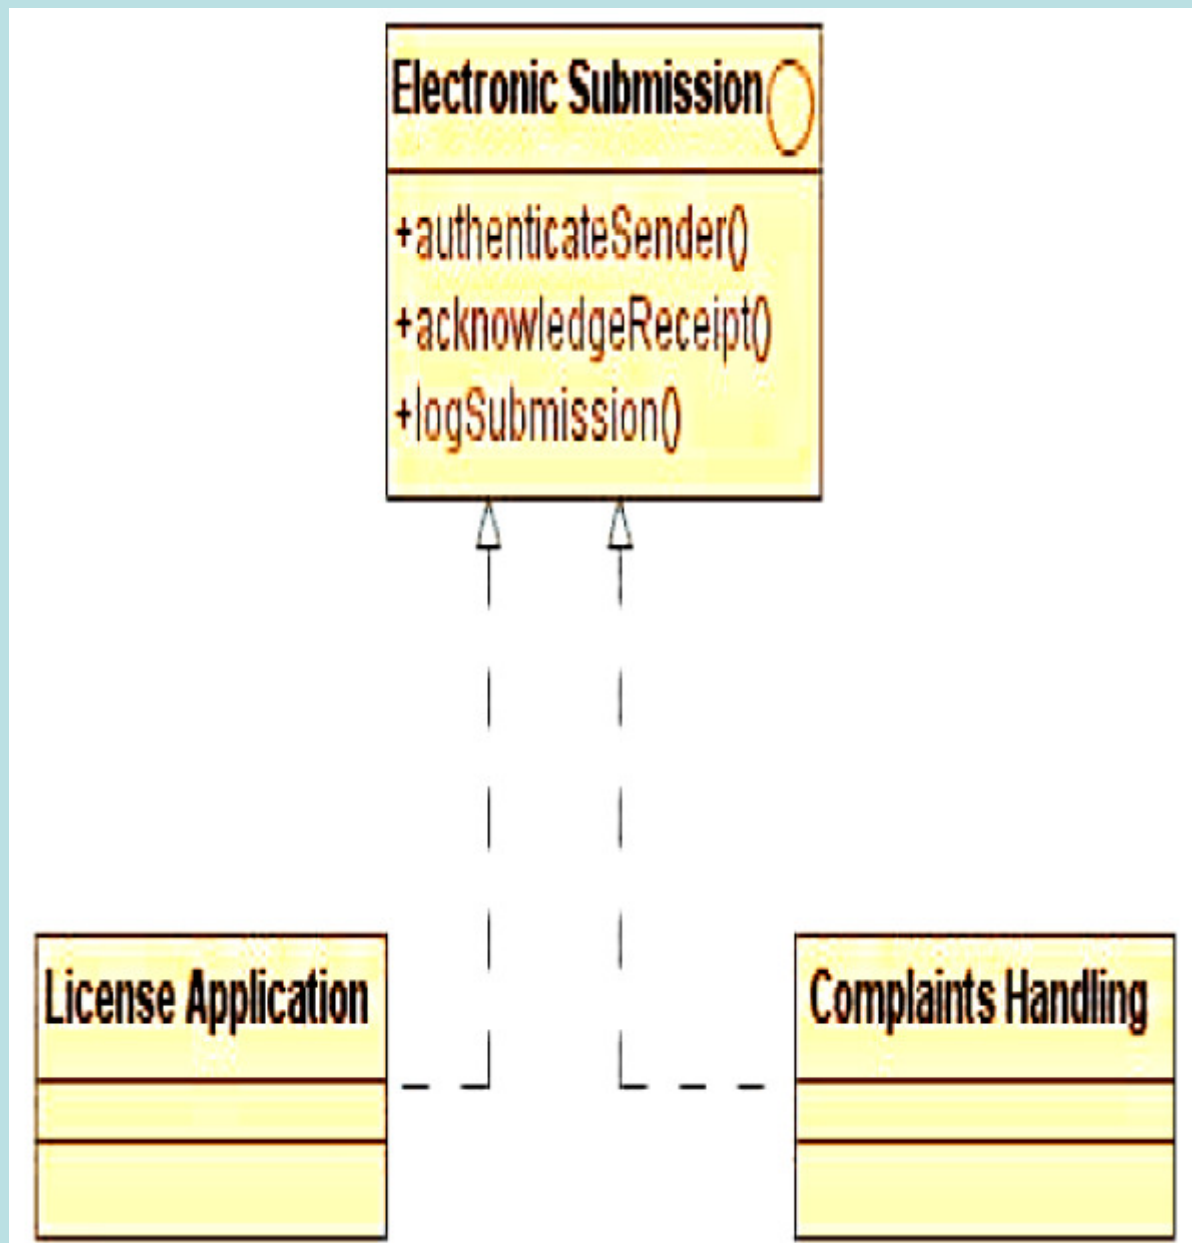 Electronic Submission
+authenticateSender()
+acknowledgeReceipt()
+logSubmission()
License Application
Complaints Handling